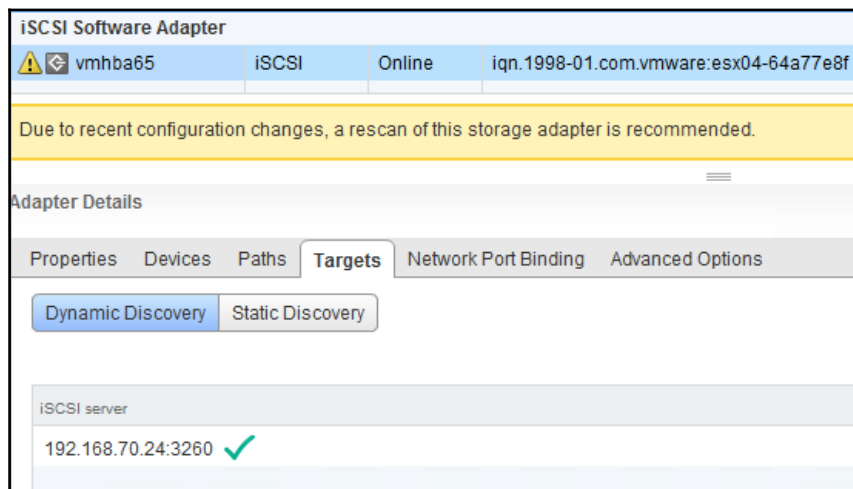 iSCSI Software Adapter
vmhba65 iSCSI Online iqn.1998-01.com.vmware:esx04-64a77e8f
Due to recent configuration changes, a rescan of this storage adapter is recommended.
Adapter Details
Properties Devices Paths Targets Network Port Binding Advanced Options
Dynamic Discovery Static Discovery
iSCSI server
192.168.70.24:3260